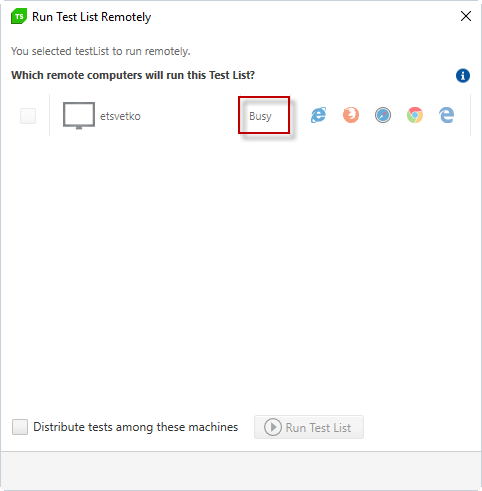 TS Run Test List Remotely
You selected testList to run remotely.
Which remote computers will run this Test List?
etsvetko Busy
Distribute tests among these machines Run Test List